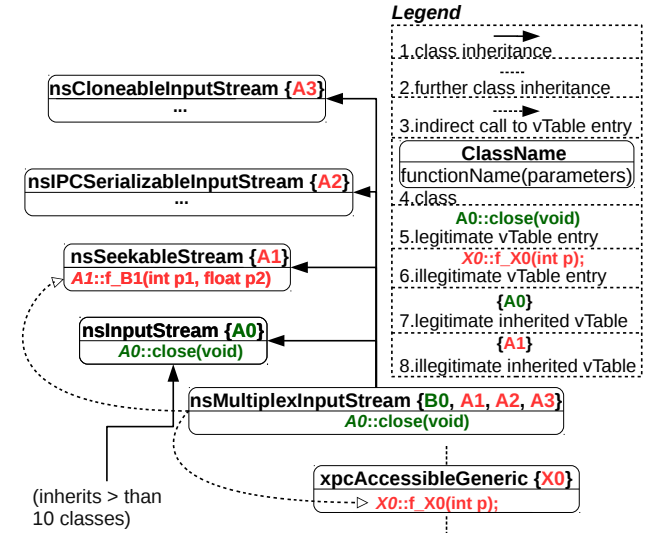 Legend
1.class inheritance
2.further class inheritance
3.indirect call to vTable entry
ClassName
functionName(parameters)
4.class
A0::close(void)
5.legitimate vTable entry
X0::f_X0(int p);
6.illegitimate vTable entry
{A0}
7.legitimate inherited vTable
{A1}
8.illegitimate inherited vTable
nsCloneableInputStream {A3}
...
nsIPCSerializableInputStream {A2}
...
nsSeekableStream {A1}
A1::f_B1(int p1, float p2)
nsInputStream {A0}
A0::close(void)
nsMultiplexInputStream {B0, A1, A2, A3}
A0::close(void)
xpcAccessibleGeneric {X0}
X0::f_X0(int p);
(inherits > than
10 classes)